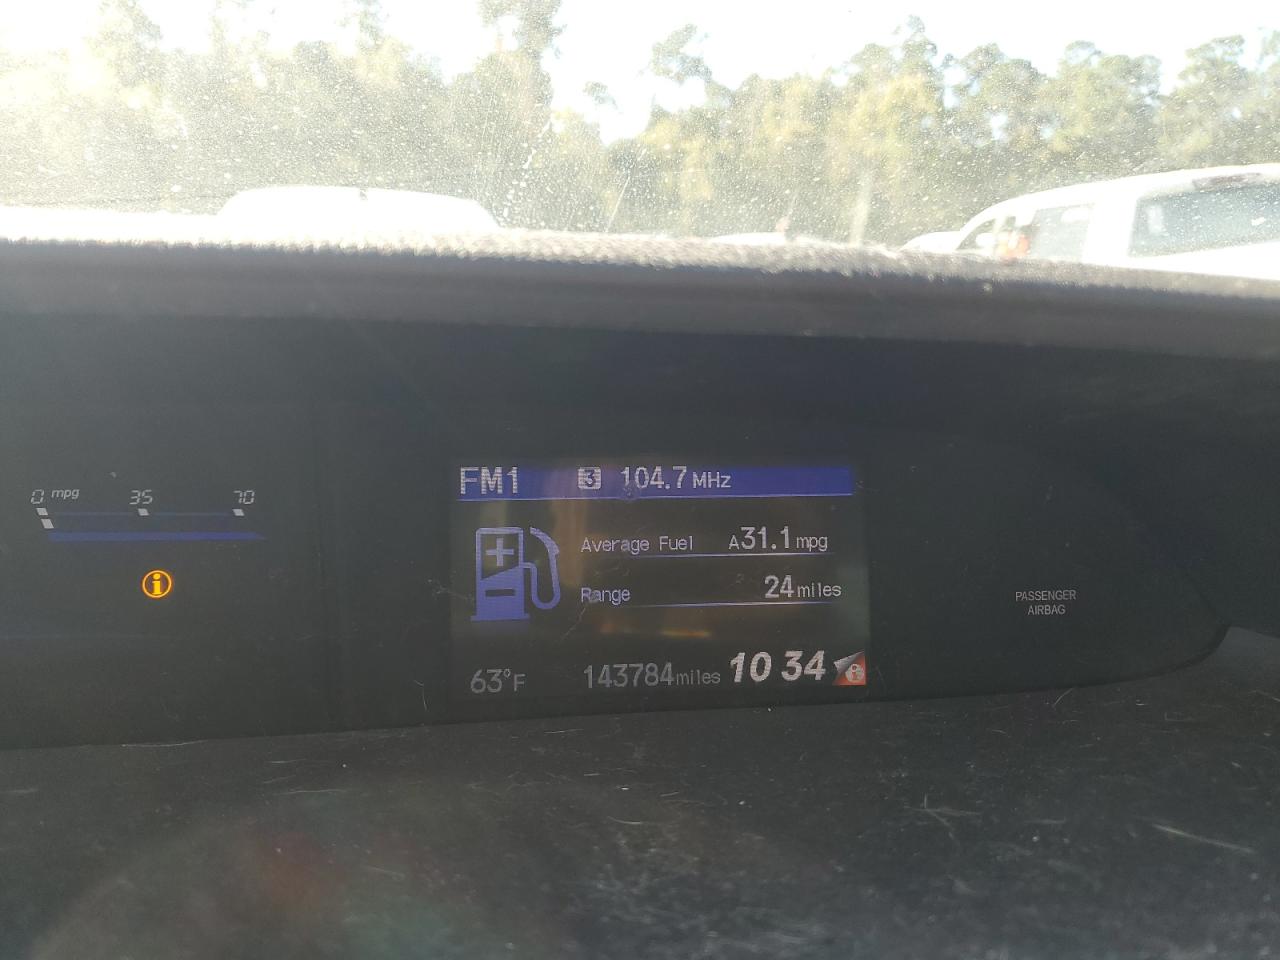 FM1 3 104.7 MHz
0 mpg 35 70
Average Fuel A31.1 mpg
Range 24 miles
PASSENGER
AIRBAG
63°F 143784 miles 10 34 i
i